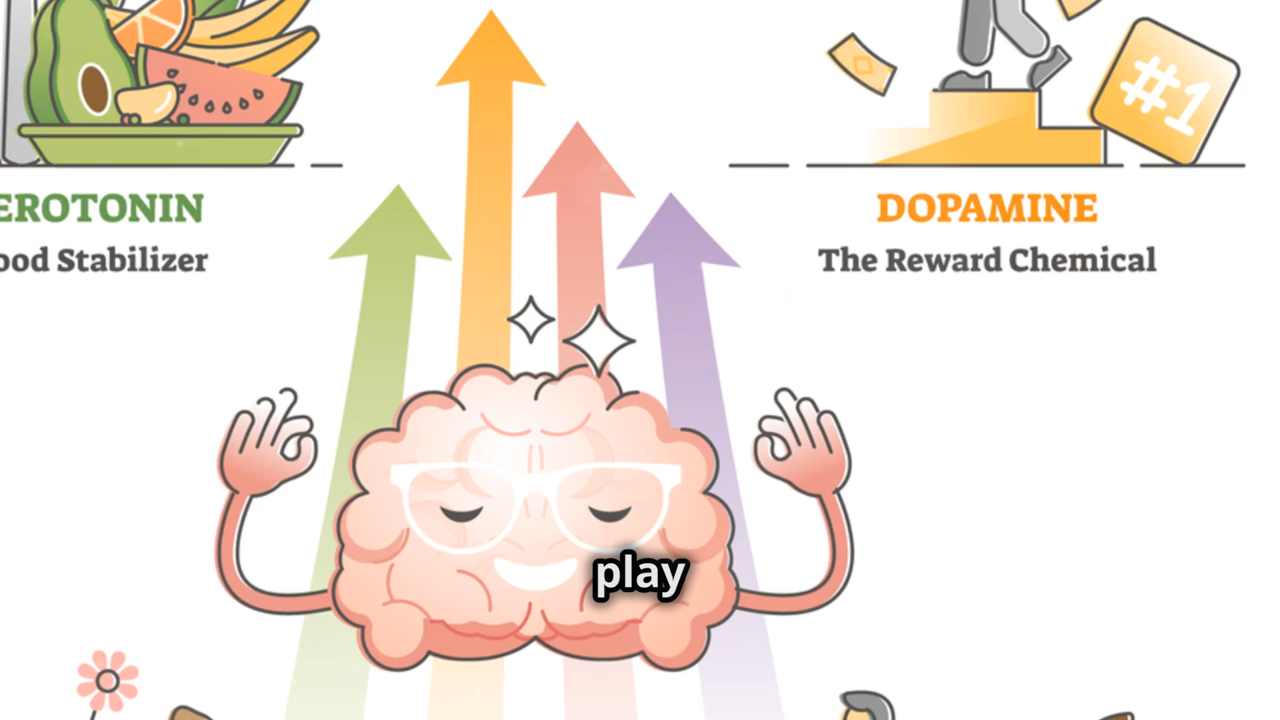 #1
EROTONIN
DOPAMINE
ood Stabilizer
The Reward Chemical
play